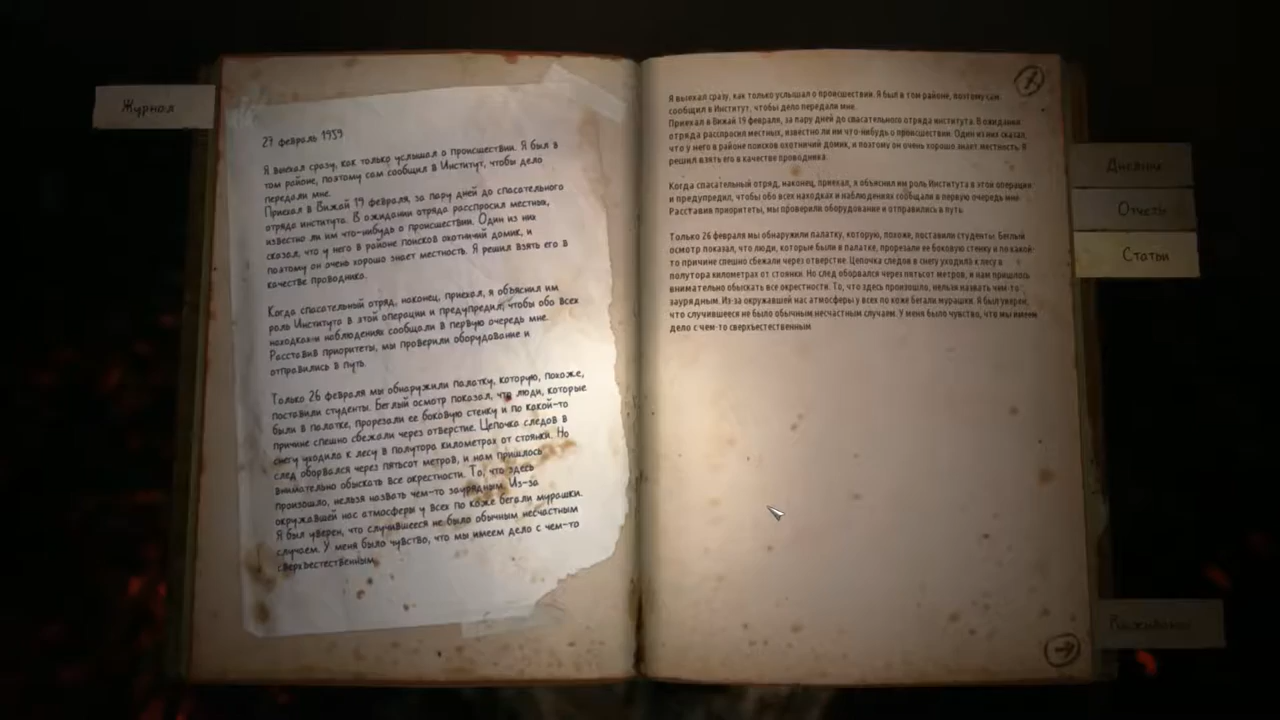 Журнал
27 февраль 1959
Я выехал сразу, как только услышал о происшествии. Я был в
том районе, поэтому сам сообщил в Институт, чтобы дело
передали мне.
Приехал в Вижай 19 февраля, за пару дней до спасательного
отряда института. В ожидании отряда расспросил местных,
известно ли им что-нибудь о происшествии. Один из них
сказал, что у него в районе поисков охотничий домик, и
поэтому он очень хорошо знает местность. Я решил взять его в
качестве проводника.
Когда спасательный отряд, наконец, приехал, я объяснил им
роль Института в этой операции и предупредил, чтобы обо всех
находках и наблюдениях сообщали в первую очередь мне.
Расставив приоритеты, мы проверили оборудование и
отправились в путь.
Только 26 февраля мы обнаружили палатку, которую, похоже,
поставили студенты. Беглый осмотр показал, что люди, которые
были в палатке, прорезали ее боковую стенку и по какой-то
причине спешно сбежали через отверстие. Цепочка следов в
снегу уходила к лесу в полутора километрах от стоянки. Но
след оборвался через пятьсот метров, и нам пришлось
внимательно обыскать все окрестности. То, что здесь
произошло, нельзя назвать чем-то заурядным. Из-за
окружавшей нас атмосферы у всех по коже бегали мурашки.
Я был уверен, что случившееся не было обычным несчастным
случаем. У меня было чувство, что мы имеем дело с чем-то
сверхъестественным.
Я выехал сразу, как только услышал о происшествии. Я был в том районе, поэтому сам
сообщил в Институт, чтобы дело передали мне.
Приехал в Вижай 19 февраля, за пару дней до спасательного отряда института. В ожидании
отряда расспросил местных, известно ли им что-нибудь о происшествии. Один из них сказал,
что у него в районе поисков охотничий домик, и поэтому он очень хорошо знает местность. Я
решил взять его в качестве проводника.
Когда спасательный отряд, наконец, приехал, я объяснил им роль Института в этой операции
и предупредил, чтобы обо всех находках и наблюдениях сообщали в первую очередь мне.
Расставив приоритеты, мы проверили оборудование и отправились в путь.
Только 26 февраля мы обнаружили палатку, которую, похоже, поставили студенты. Беглый
осмотр показал, что люди, которые были в палатке, прорезали ее боковую стенку и по какой-
то причине спешно сбежали через отверстие. Цепочка следов в снегу уходила к лесу в
полутора километрах от стоянки. Но след оборвался через пятьсот метров, и нам пришлось
внимательно обыскать все окрестности. То, что здесь произошло, нельзя назвать чем-то
заурядным. Из-за окружавшей нас атмосферы у всех по коже бегали мурашки. Я был уверен,
что случившееся не было обычным несчастным случаем. У меня было чувство, что мы имеем
дело с чем-то сверхъестественным.
Дневник
Отчеты
Статьи